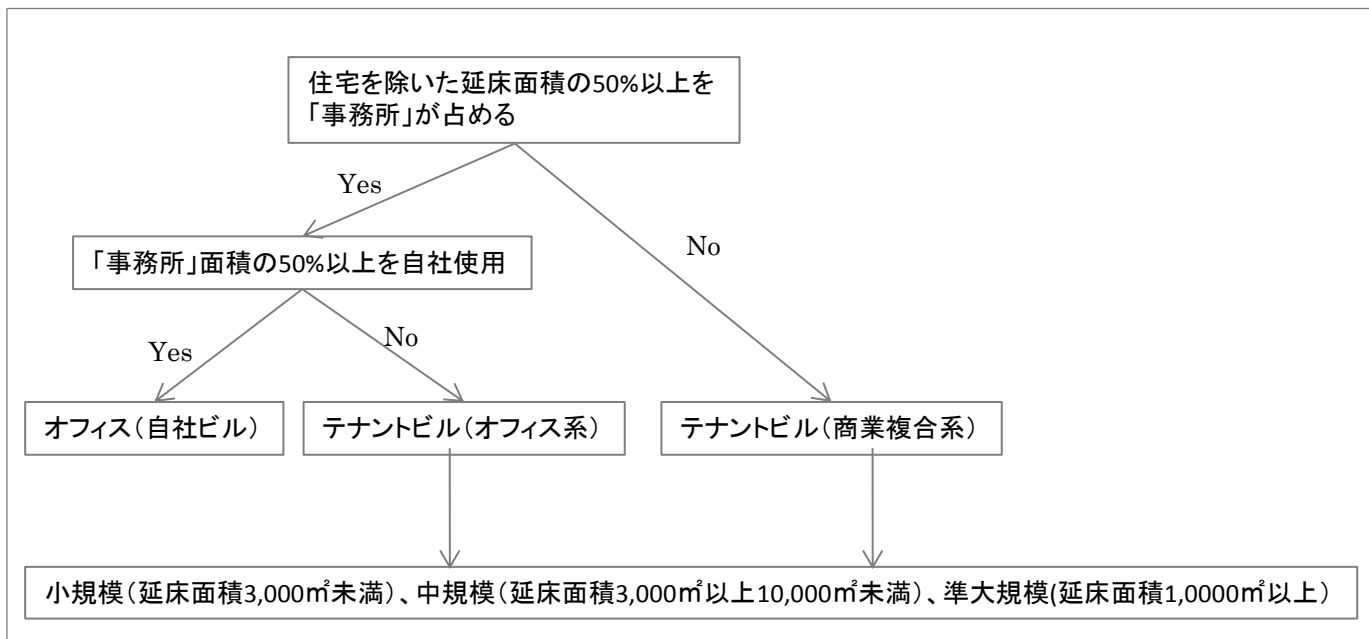 住宅を除いた延床面積の50%以上を
「事務所」が占める
Yes
No
「事務所」面積の50%以上を自社使用
Yes
No
オフィス（自社ビル）
テナントビル（オフィス系）
テナントビル（商業複合系）
小規模（延床面積3,000㎡未満）、中規模（延床面積3,000㎡以上10,000㎡未満）、準大規模(延床面積1,0000㎡以上）